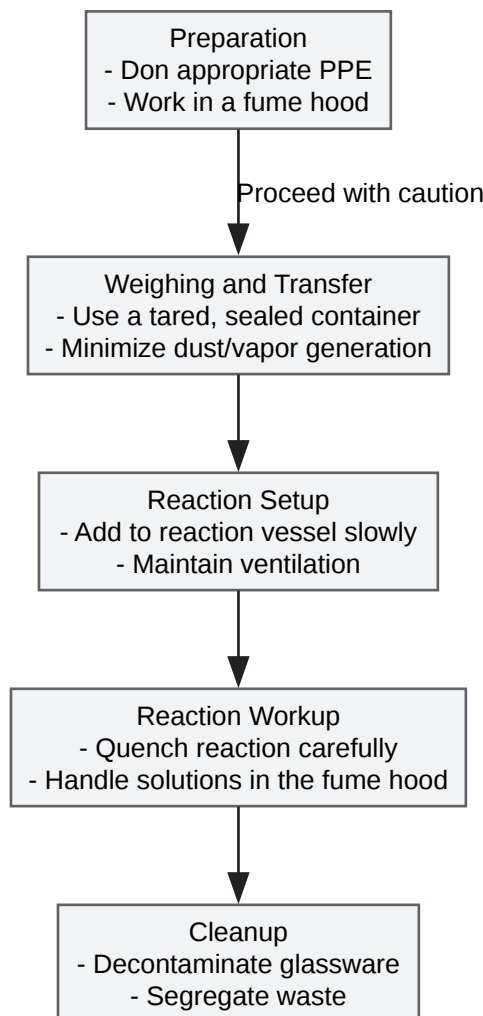 Preparation
- Don appropriate PPE
- Work in a fume hood
Proceed with caution
Weighing and Transfer
- Use a tared, sealed container
- Minimize dust/vapor generation
Reaction Setup
- Add to reaction vessel slowly
- Maintain ventilation
Reaction Workup
- Quench reaction carefully
- Handle solutions in the fume hood
Cleanup
- Decontaminate glassware
- Segregate waste